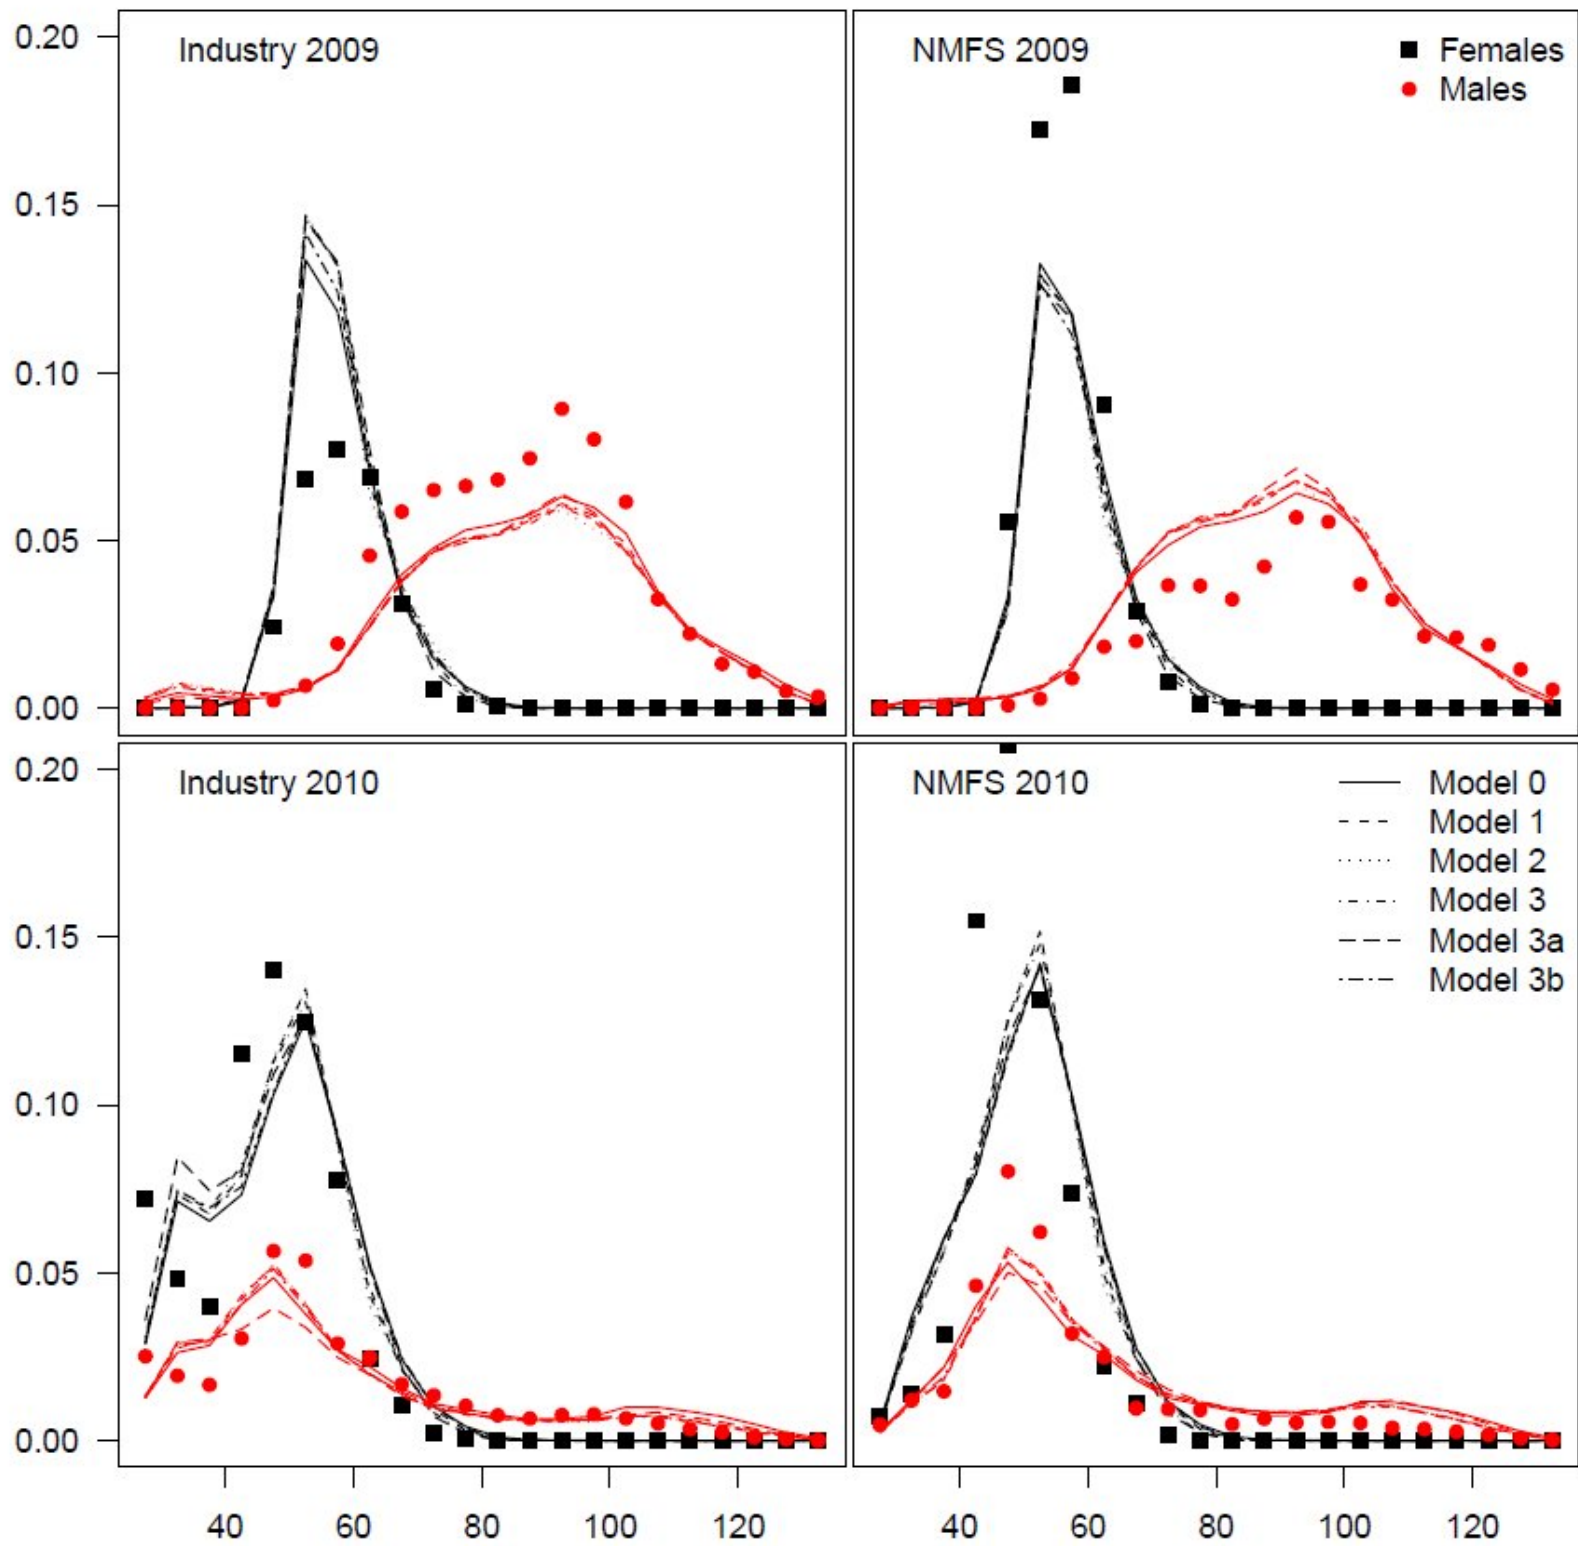 Industry 2009
NMFS 2009
Females
Males
0.20
0.15
0.10
0.05
0.00
Industry 2010
NMFS 2010
Model 0
Model 1
Model 2
Model 3
Model 3a
Model 3b
0.20
0.15
0.10
0.05
0.00
40 60 80 100 120
40 60 80 100 120